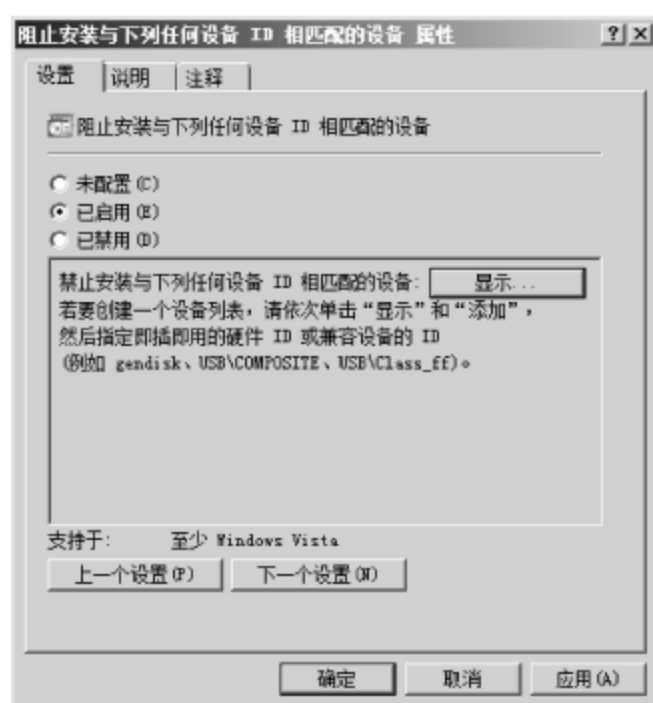 阻止安装与下列任何设备 ID 相匹配的设备 属性
设置 说明 注释
阻止安装与下列任何设备 ID 相匹配的设备
未配置(C)
已启用(E)
已禁用(D)
禁止安装与下列任何设备 ID 相匹配的设备: 显示...
若要创建一个设备列表，请依次单击“显示”和“添加”，
然后指定即插即用的硬件 ID 或兼容设备的 ID
(例如 gendisk、USB\COMPOSITE、USB\Class_ff)。
支持于: 至少 Windows Vista
上一个设置(P) 下一个设置(N)
确定 取消 应用(A)